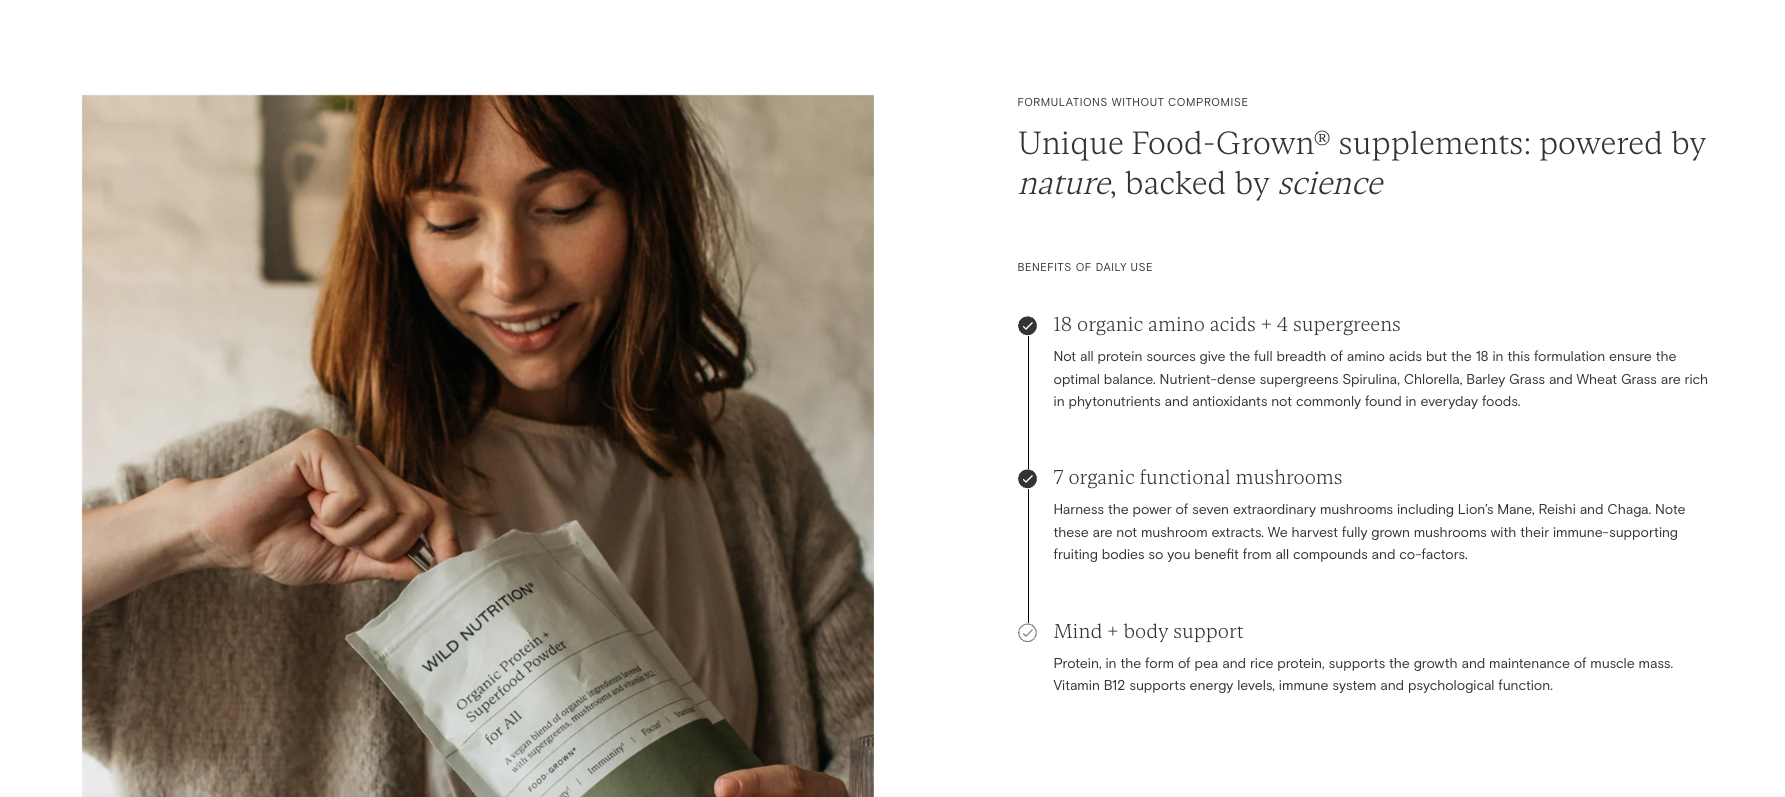 FORMULATIONS WITHOUT COMPROMISE
Unique Food-Grown® supplements: powered by
nature, backed by science
BENEFITS OF DAILY USE
18 organic amino acids + 4 supergreens
Not all protein sources give the full breadth of amino acids but the 18 in this formulation ensure the
optimal balance. Nutrient-dense supergreens Spirulina, Chlorella, Barley Grass and Wheat Grass are rich
in phytonutrients and antioxidants not commonly found in everyday foods.
7 organic functional mushrooms
Harness the power of seven extraordinary mushrooms including Lion's Mane, Reishi and Chaga. Note
these are not mushroom extracts. We harvest fully grown mushrooms with their immune-supporting
fruiting bodies so you benefit from all compounds and co-factors.
Mind + body support
Protein, in the form of pea and rice protein, supports the growth and maintenance of muscle mass.
Vitamin B12 supports energy levels, immune system and psychological function.
WILD NUTRITION®
Organic Protein +
Superfood Powder
for All
A vegan blend of organic ingredients
with supergreens, mushrooms and vitamin B12.
FOOD-GROWN®
Immunity | Focus |